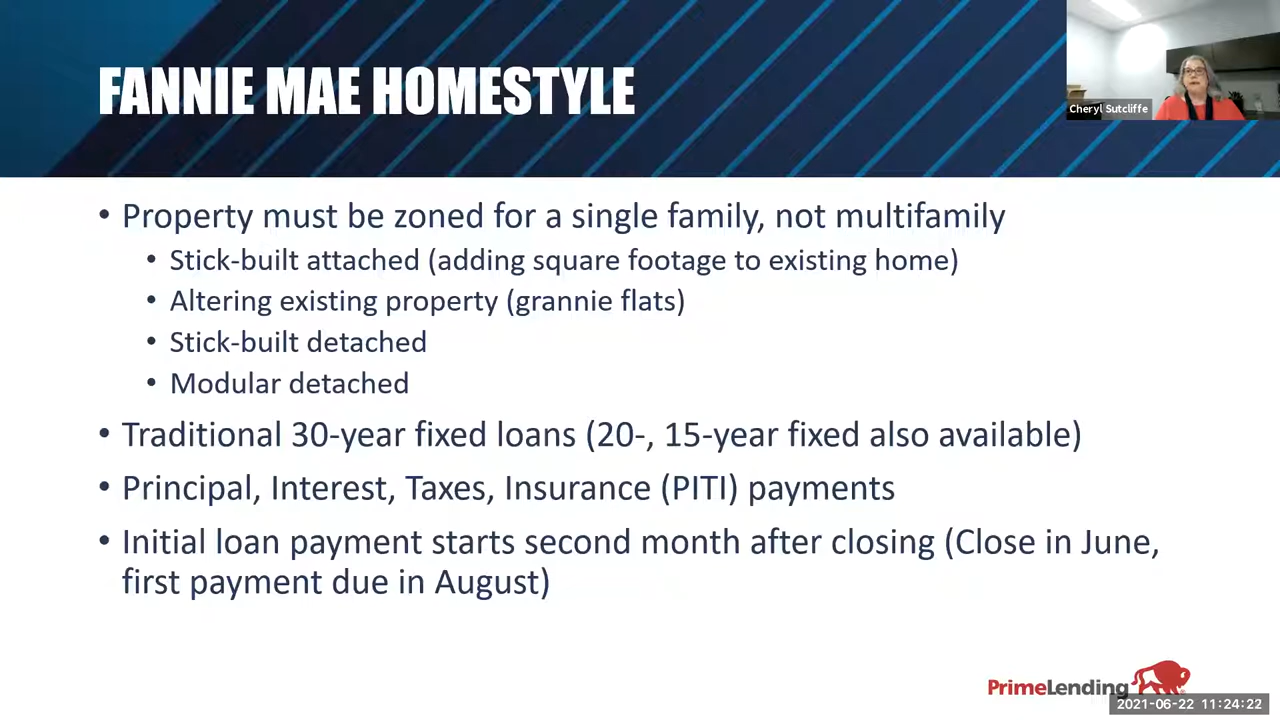 FANNIE MAE HOMESTYLE
Cheryl Sutcliffe
• Property must be zoned for a single family, not multifamily
• Stick-built attached (adding square footage to existing home)
• Altering existing property (grannie flats)
• Stick-built detached
• Modular detached
• Traditional 30-year fixed loans (20-, 15-year fixed also available)
• Principal, Interest, Taxes, Insurance (PITI) payments
• Initial loan payment starts second month after closing (Close in June,
first payment due in August)
PrimeLending
2021-06-22 11:24:22